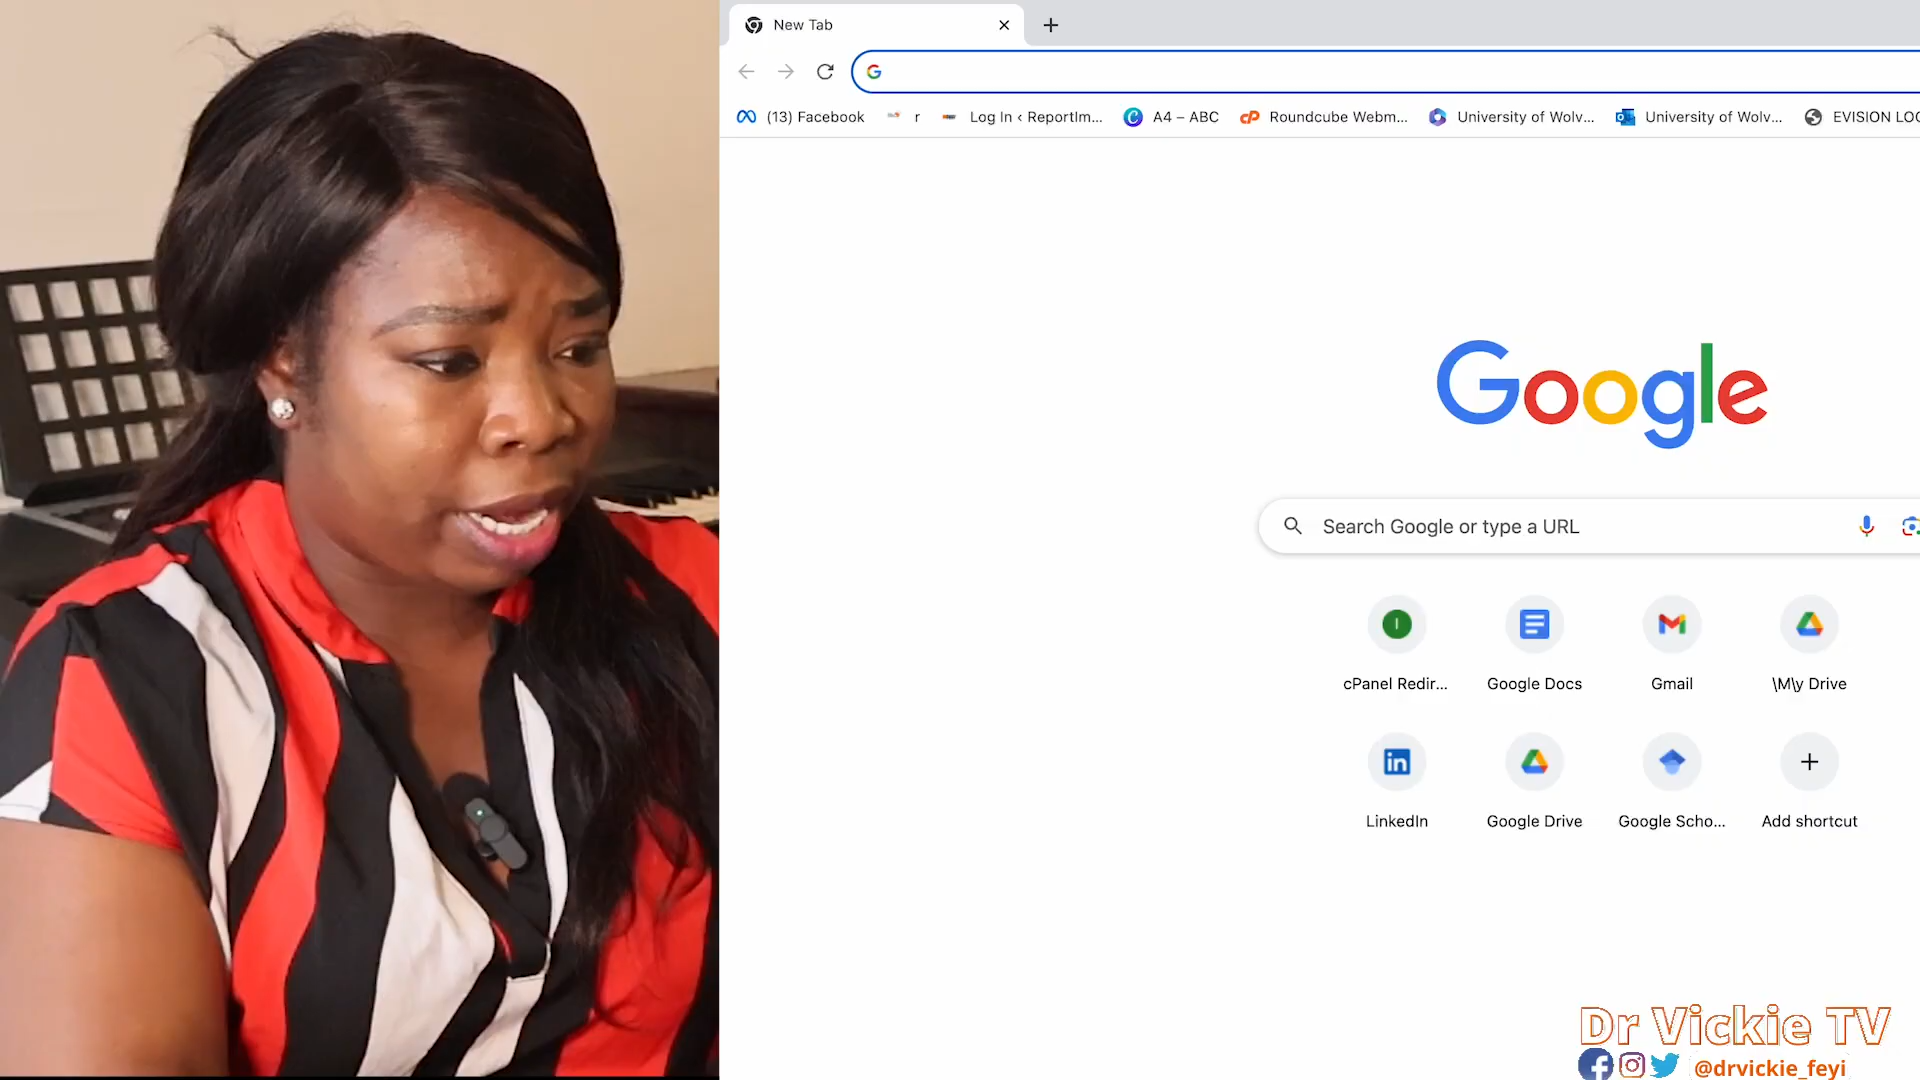 New Tab
(13) Facebook
r
Log In ‹ ReportIm...
A4 – ABC
Roundcube Webm...
University of Wolv...
University of Wolv...
EVISION LOG
Google
Search Google or type a URL
cPanel Redir...
Google Docs
Gmail
\M\y Drive
LinkedIn
Google Drive
Google Scho...
Add shortcut
Dr Vickie TV
@drvickie_feyi